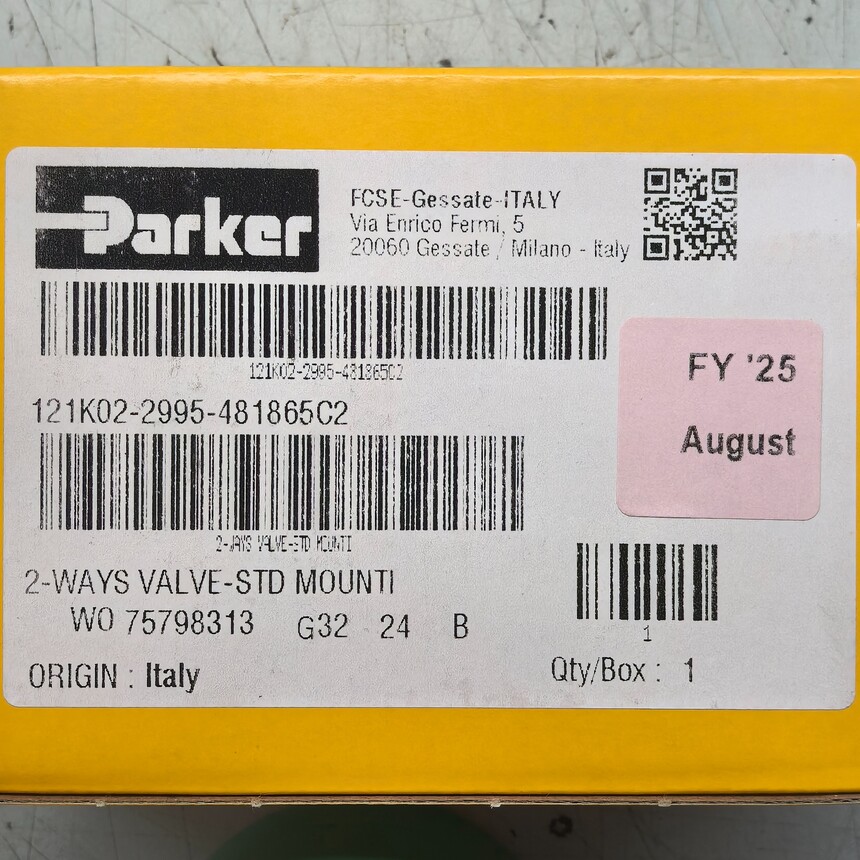 Parker
FCSE-Gessate-ITALY
Via Enrico Fermi, 5
20060 Gessate / Milano - Italy
121K02-2995-481865C2
121K02-2995-481865C2
FY '25
August
2-WAYS VALVE-STD MOUNTI
2-WAYS VALVE-STD MOUNTI
WO 75798313 G32 24 B
1
ORIGIN : Italy
Qty/Box : 1